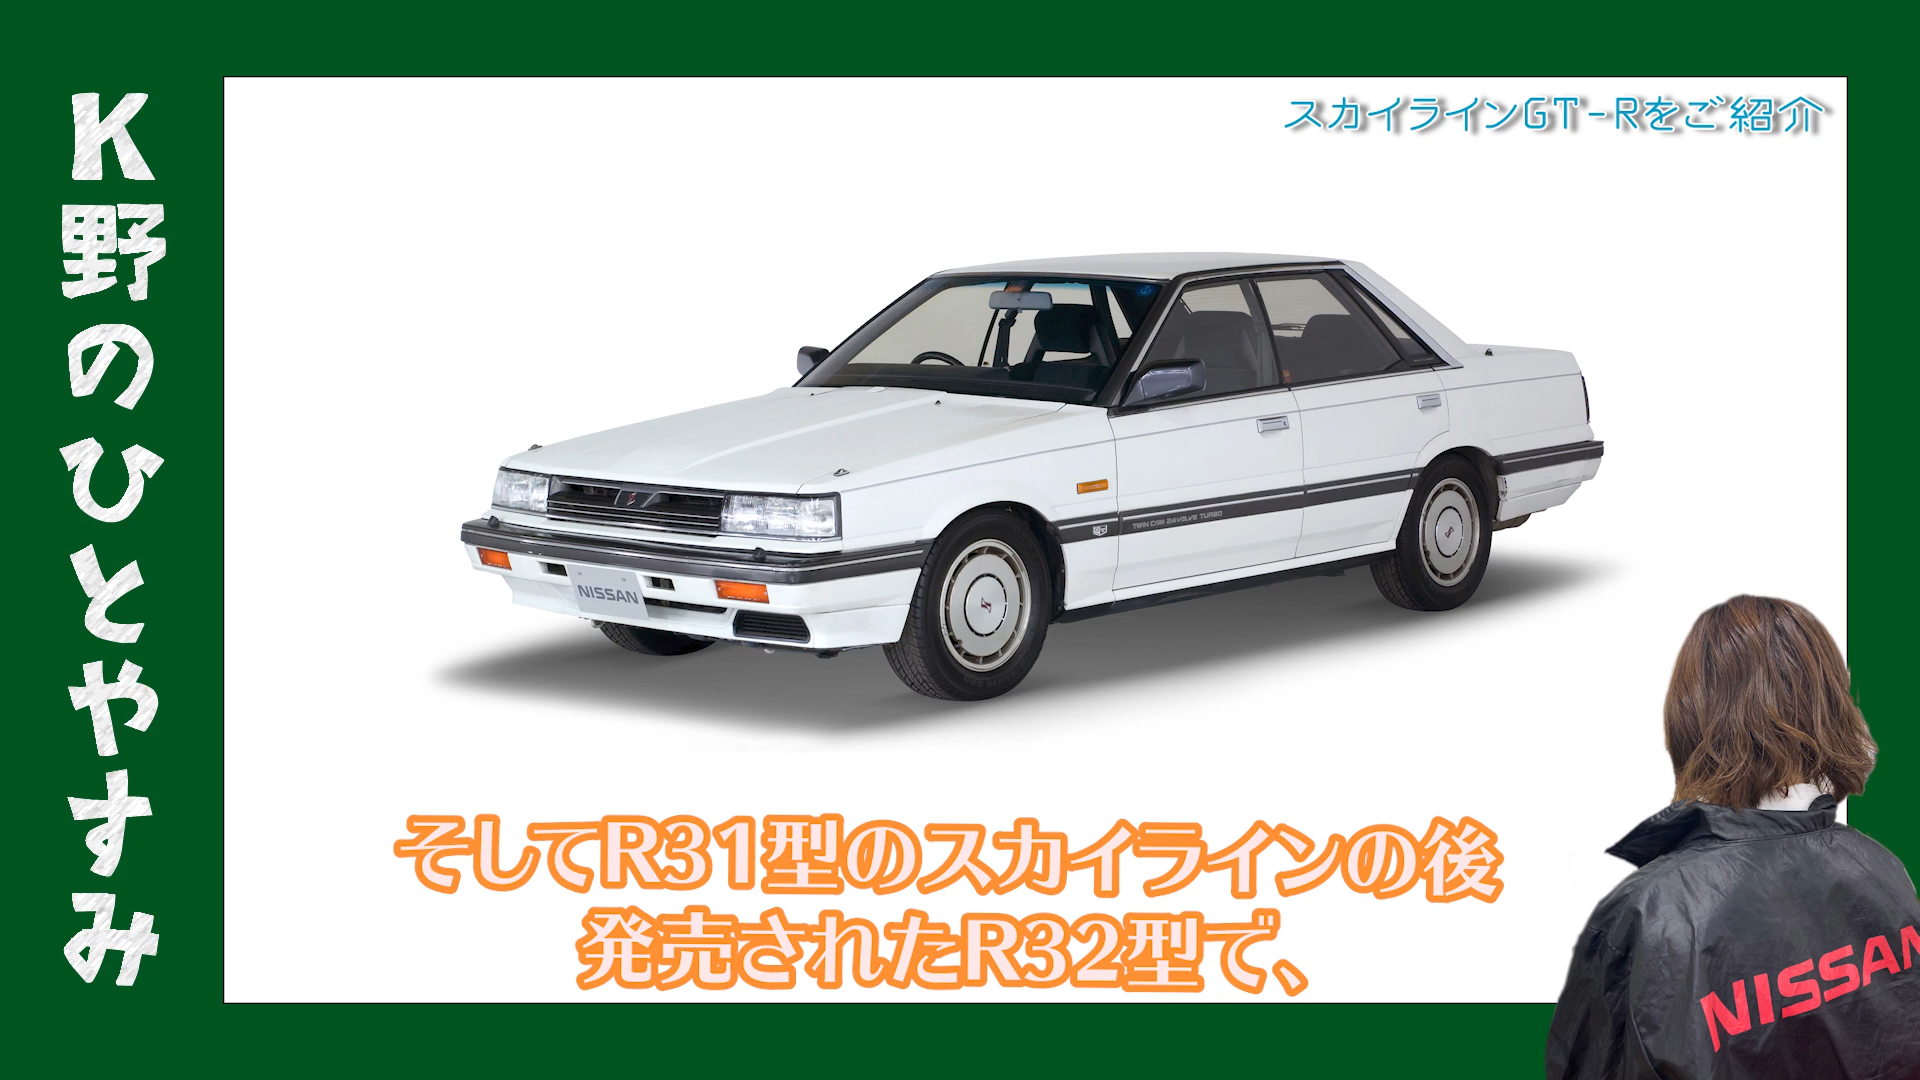 K野のひとやすみ
スカイラインGT-Rをご紹介
TWIN CAM 24VALVE TURBO
NISSAN
そしてR31型のスカイラインの後
発売されたR32型で、
NISSAN